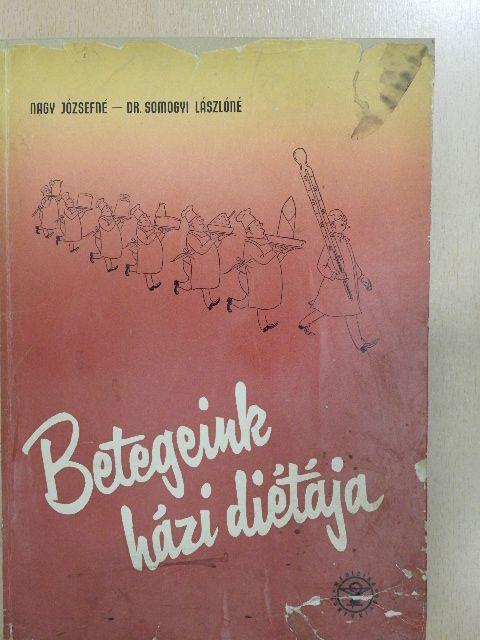 NAGY JÓZSEFNÉ — DR. SOMOGYI LÁSZLÓNÉ
Betegeink
házi diétája